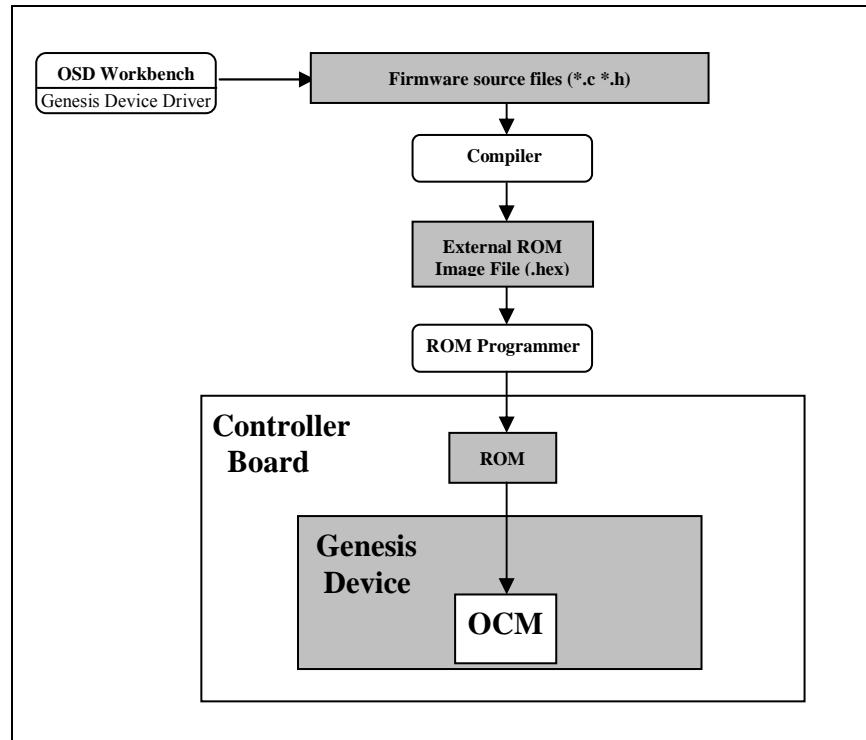 OSD Workbench
Genesis Device Driver
Firmware source files (*.c *.h)
Compiler
External ROM
Image File (.hex)
ROM Programmer
Controller
Board
ROM
Genesis
Device
OCM